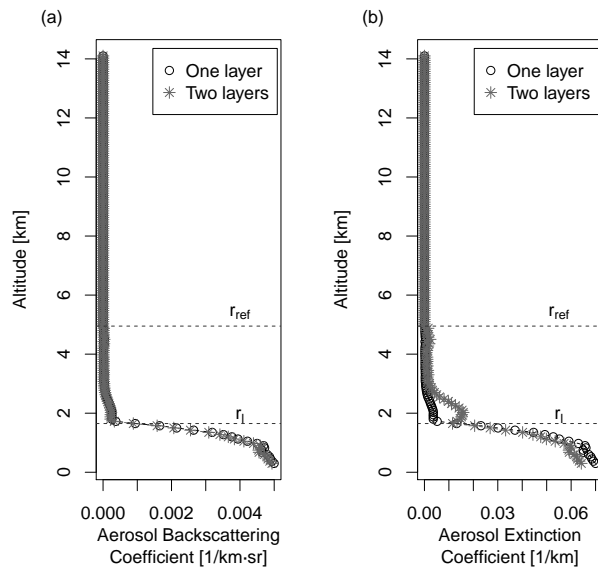 (a)
One layer
Two layers
14
12
10
8
6
4
2
0
Altitude [km]
r_ref
r_l
0.000
0.002
0.004
Aerosol Backscattering
Coefficient [1/km·sr]
(b)
One layer
Two layers
14
12
10
8
6
4
2
0
Altitude [km]
r_ref
r_l
0.00
0.03
0.06
Aerosol Extinction
Coefficient [1/km]